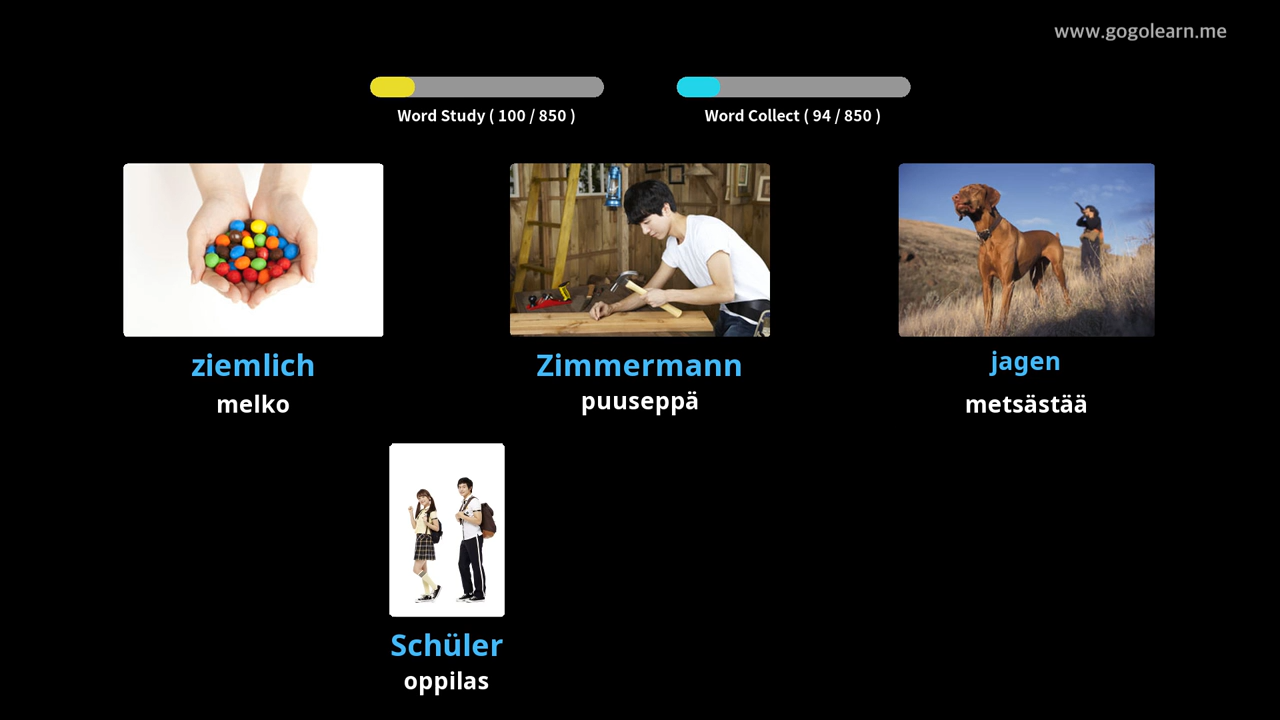 www.gogolearn.me
Word Study ( 100 / 850 )
Word Collect ( 94 / 850 )
ziemlich
melko
Zimmermann
puuseppä
jagen
metsästää
Schüler
oppilas